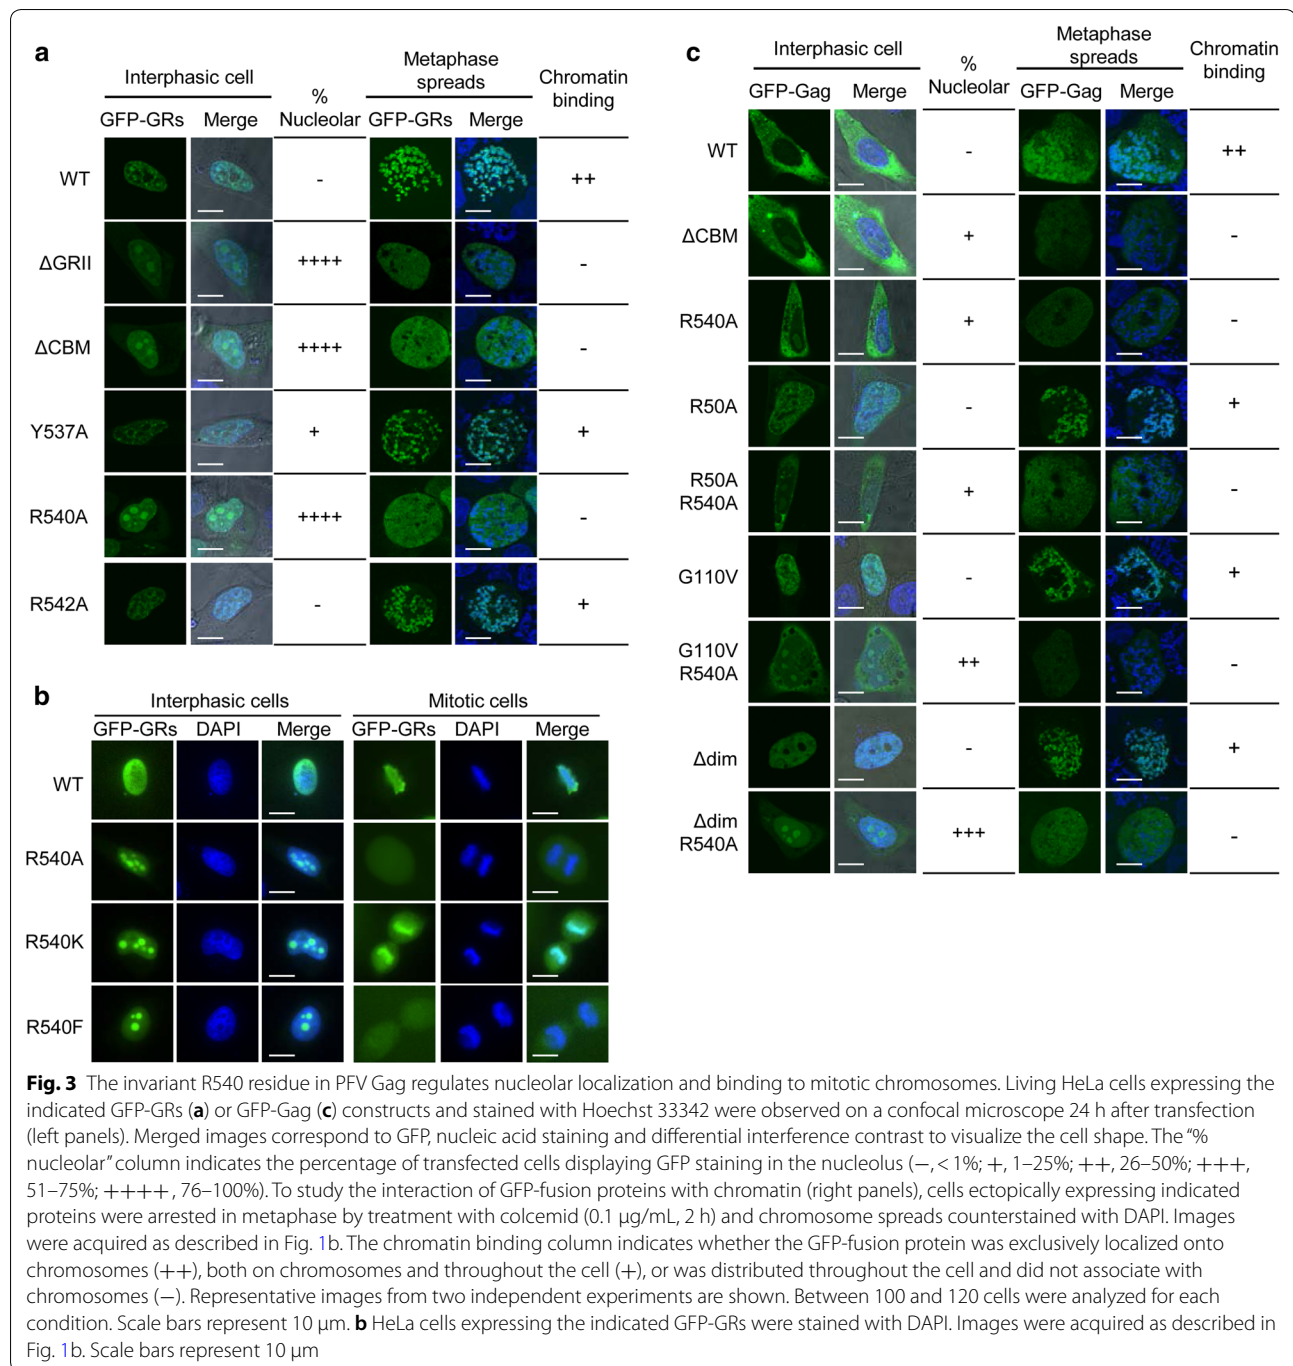 a
Interphasic cell
%
Nucleolar
Metaphase
spreads
Chromatin
binding
GFP-GRs Merge GFP-GRs Merge
WT - ++
ΔGRII ++++ -
ΔCBM ++++ -
Y537A + +
R540A ++++ -
R542A - +
b
Interphasic cells Mitotic cells
GFP-GRs DAPI Merge GFP-GRs DAPI Merge
WT
R540A
R540K
R540F
c
Interphasic cell
%
Nucleolar
Metaphase
spreads
Chromatin
binding
GFP-Gag Merge GFP-Gag Merge
WT - ++
ΔCBM + -
R540A + -
R50A - +
R50A
R540A + -
G110V - +
G110V
R540A ++ -
Δdim - +
Δdim
R540A +++ -
Fig. 3 The invariant R540 residue in PFV Gag regulates nucleolar localization and binding to mitotic chromosomes. Living HeLa cells expressing the
indicated GFP-GRs (a) or GFP-Gag (c) constructs and stained with Hoechst 33342 were observed on a confocal microscope 24 h after transfection
(left panels). Merged images correspond to GFP, nucleic acid staining and differential interference contrast to visualize the cell shape. The “%
nucleolar” column indicates the percentage of transfected cells displaying GFP staining in the nucleolus (−, < 1%; +, 1–25%; ++, 26–50%; +++,
51–75%; ++++, 76–100%). To study the interaction of GFP-fusion proteins with chromatin (right panels), cells ectopically expressing indicated
proteins were arrested in metaphase by treatment with colcemid (0.1 μg/mL, 2 h) and chromosome spreads counterstained with DAPI. Images
were acquired as described in Fig. 1b. The chromatin binding column indicates whether the GFP-fusion protein was exclusively localized onto
chromosomes (++), both on chromosomes and throughout the cell (+), or was distributed throughout the cell and did not associate with
chromosomes (−). Representative images from two independent experiments are shown. Between 100 and 120 cells were analyzed for each
condition. Scale bars represent 10 μm. b HeLa cells expressing the indicated GFP-GRs were stained with DAPI. Images were acquired as described in
Fig. 1b. Scale bars represent 10 μm